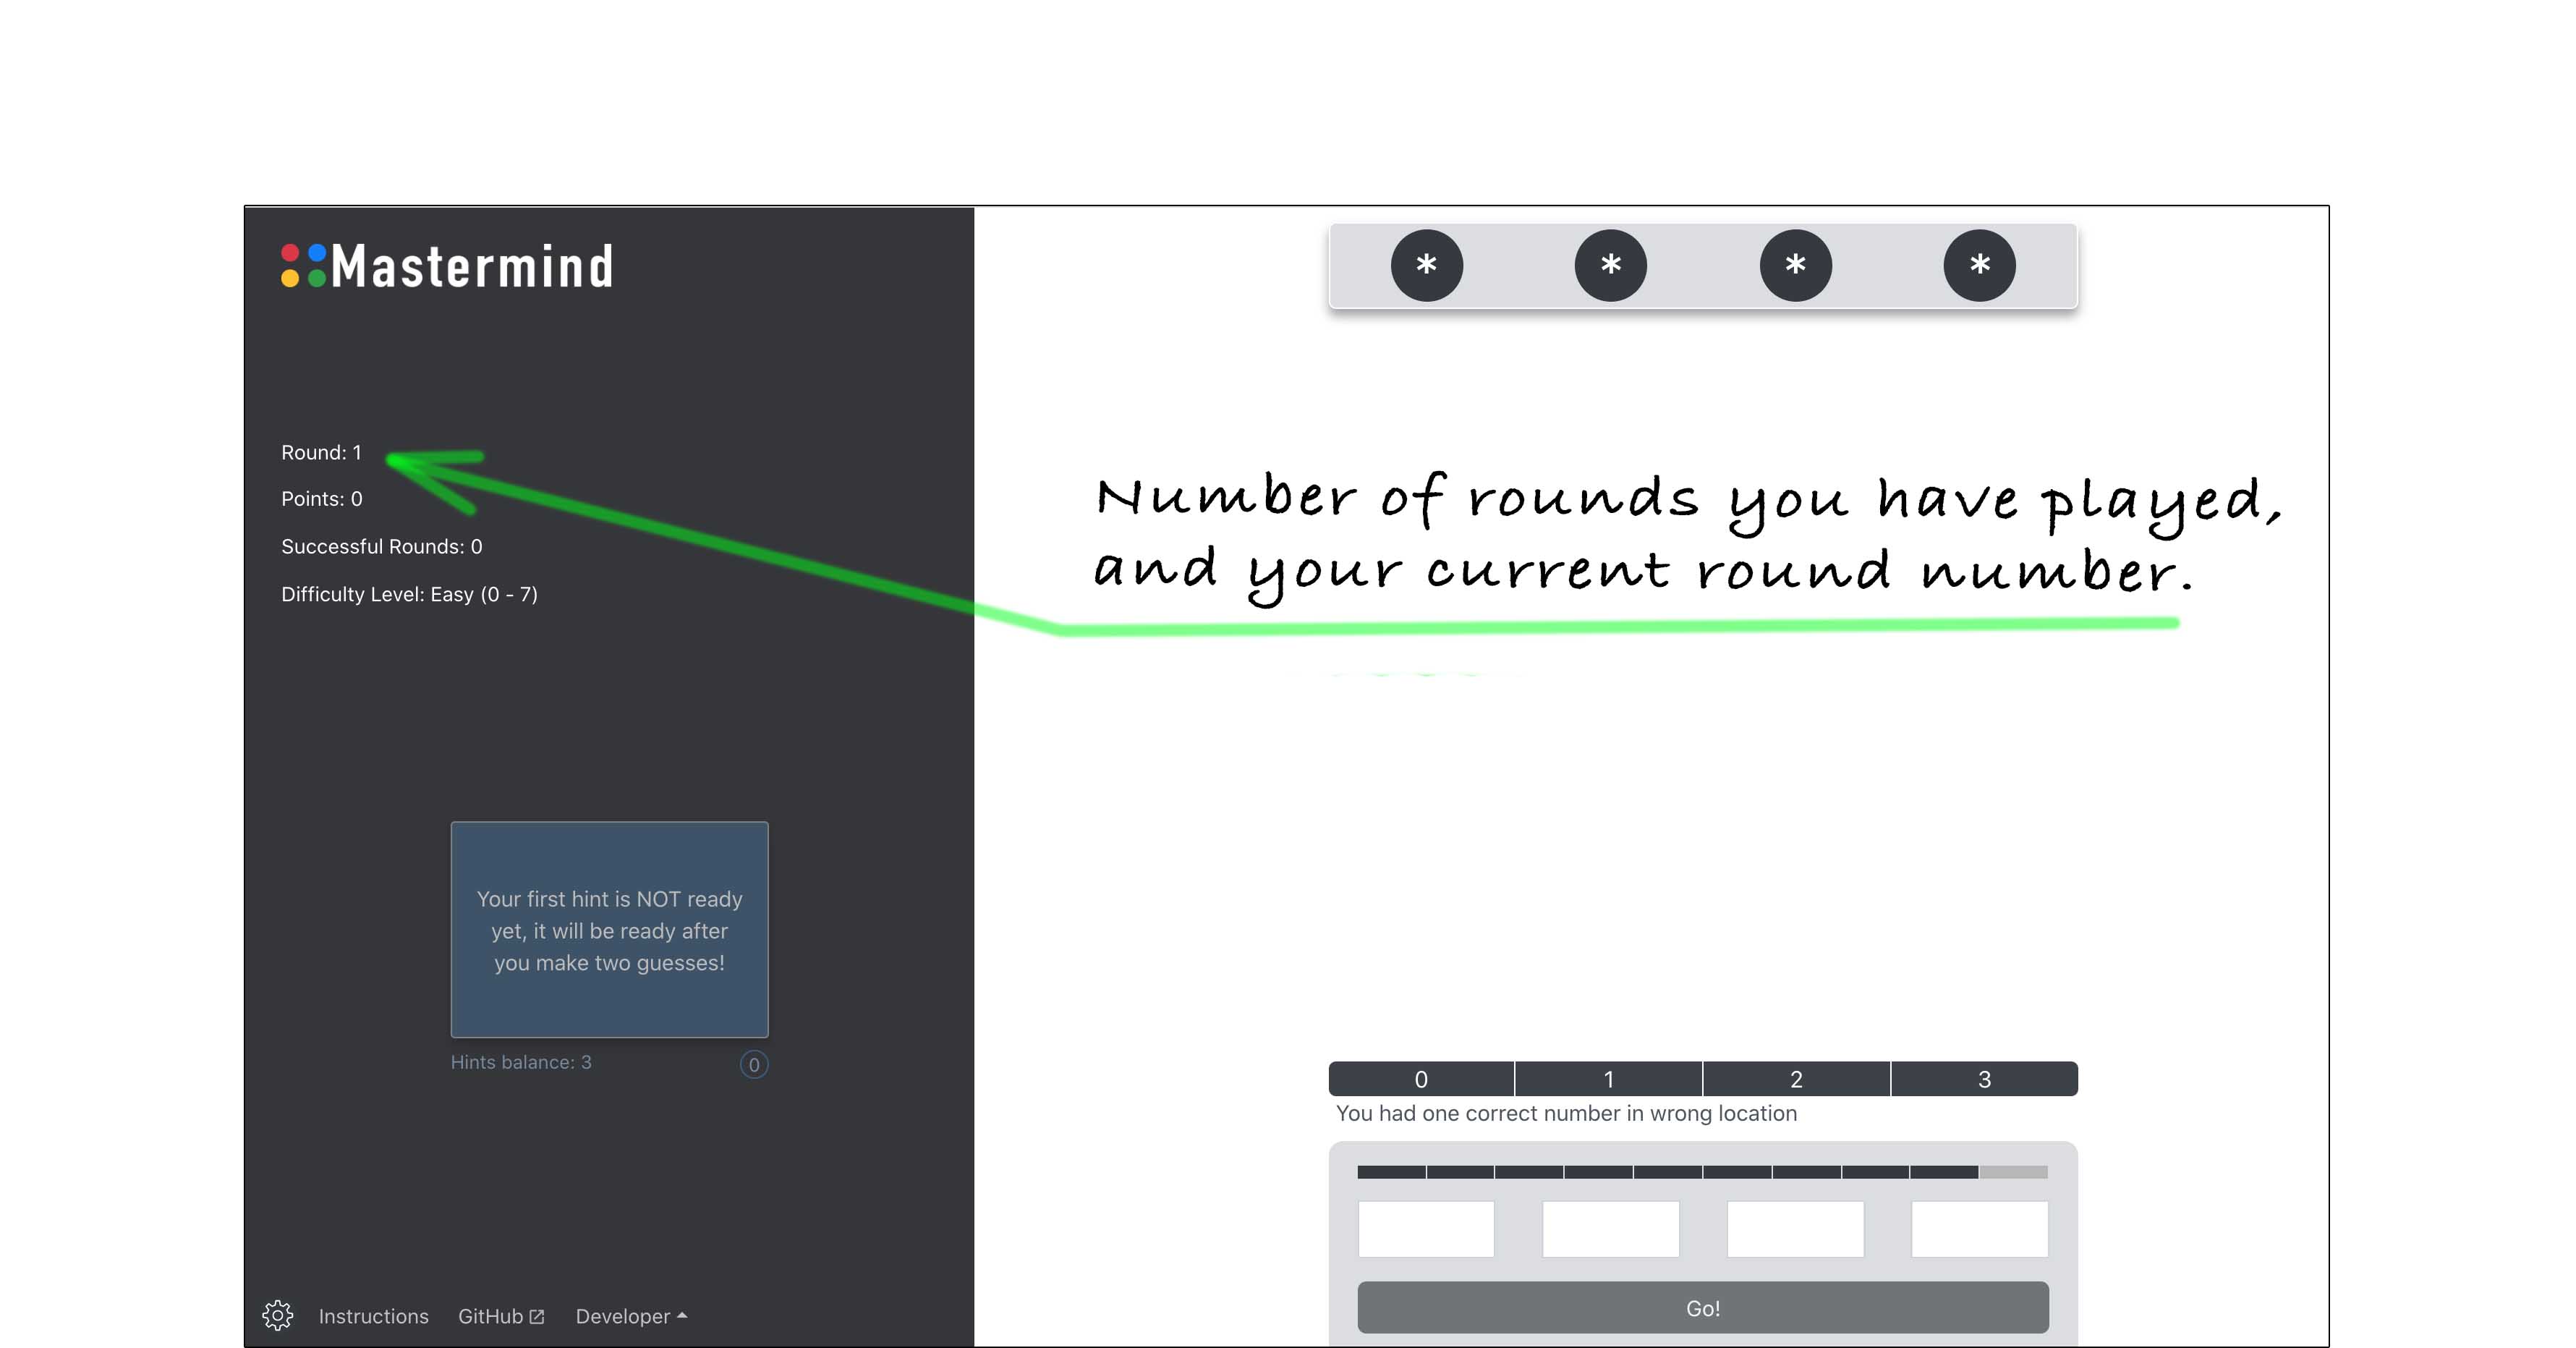 Mastermind
Round: 1
Points: 0
Successful Rounds: 0
Difficulty Level: Easy (0 - 7)
Your first hint is NOT ready
yet, it will be ready after
you make two guesses!
Hints balance: 3
0
Instructions
GitHub
Developer
* * * *
Number of rounds you have played,
and your current round number.
0 1 2 3
You had one correct number in wrong location
Go!